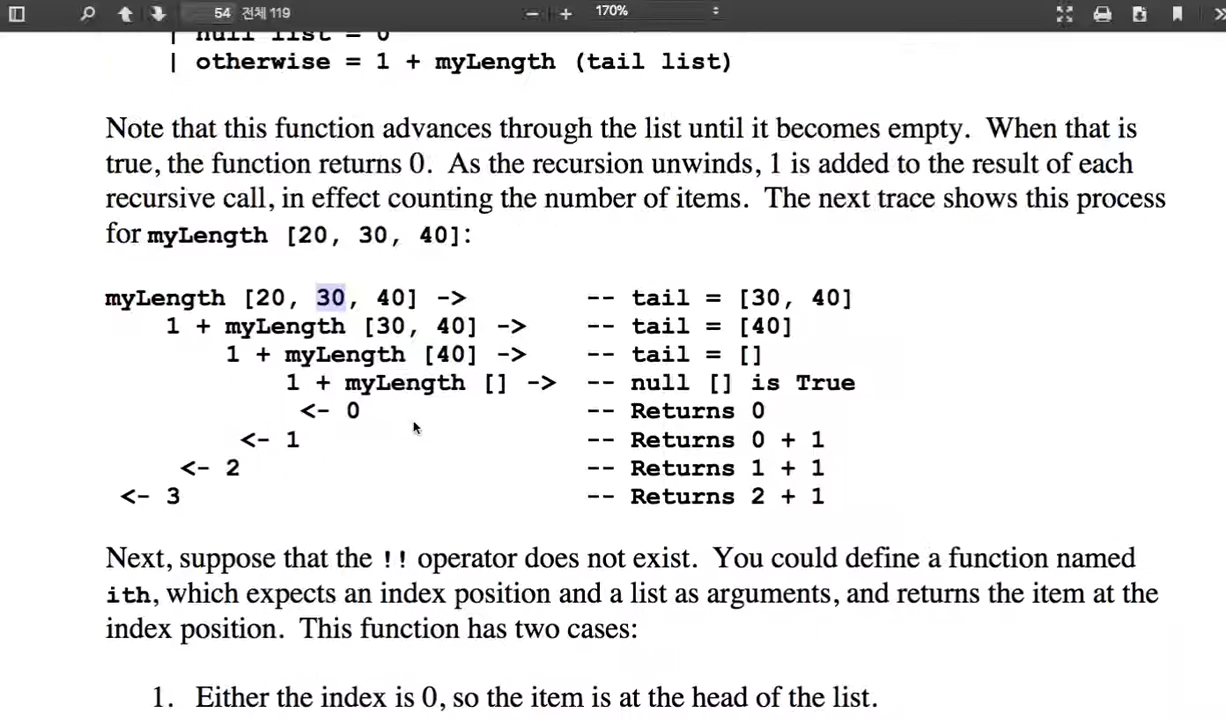 54 전체 119
170%
| null list = 0
| otherwise = 1 + myLength (tail list)
Note that this function advances through the list until it becomes empty. When that is
true, the function returns 0. As the recursion unwinds, 1 is added to the result of each
recursive call, in effect counting the number of items. The next trace shows this process
for myLength [20, 30, 40]:
myLength [20, 30, 40] -> -- tail = [30, 40]
1 + myLength [30, 40] -> -- tail = [40]
1 + myLength [40] -> -- tail = []
1 + myLength [] -> -- null [] is True
<- 0 -- Returns 0
<- 1 -- Returns 0 + 1
<- 2 -- Returns 1 + 1
<- 3 -- Returns 2 + 1
Next, suppose that the !! operator does not exist. You could define a function named
ith, which expects an index position and a list as arguments, and returns the item at the
index position. This function has two cases:
1. Either the index is 0, so the item is at the head of the list.